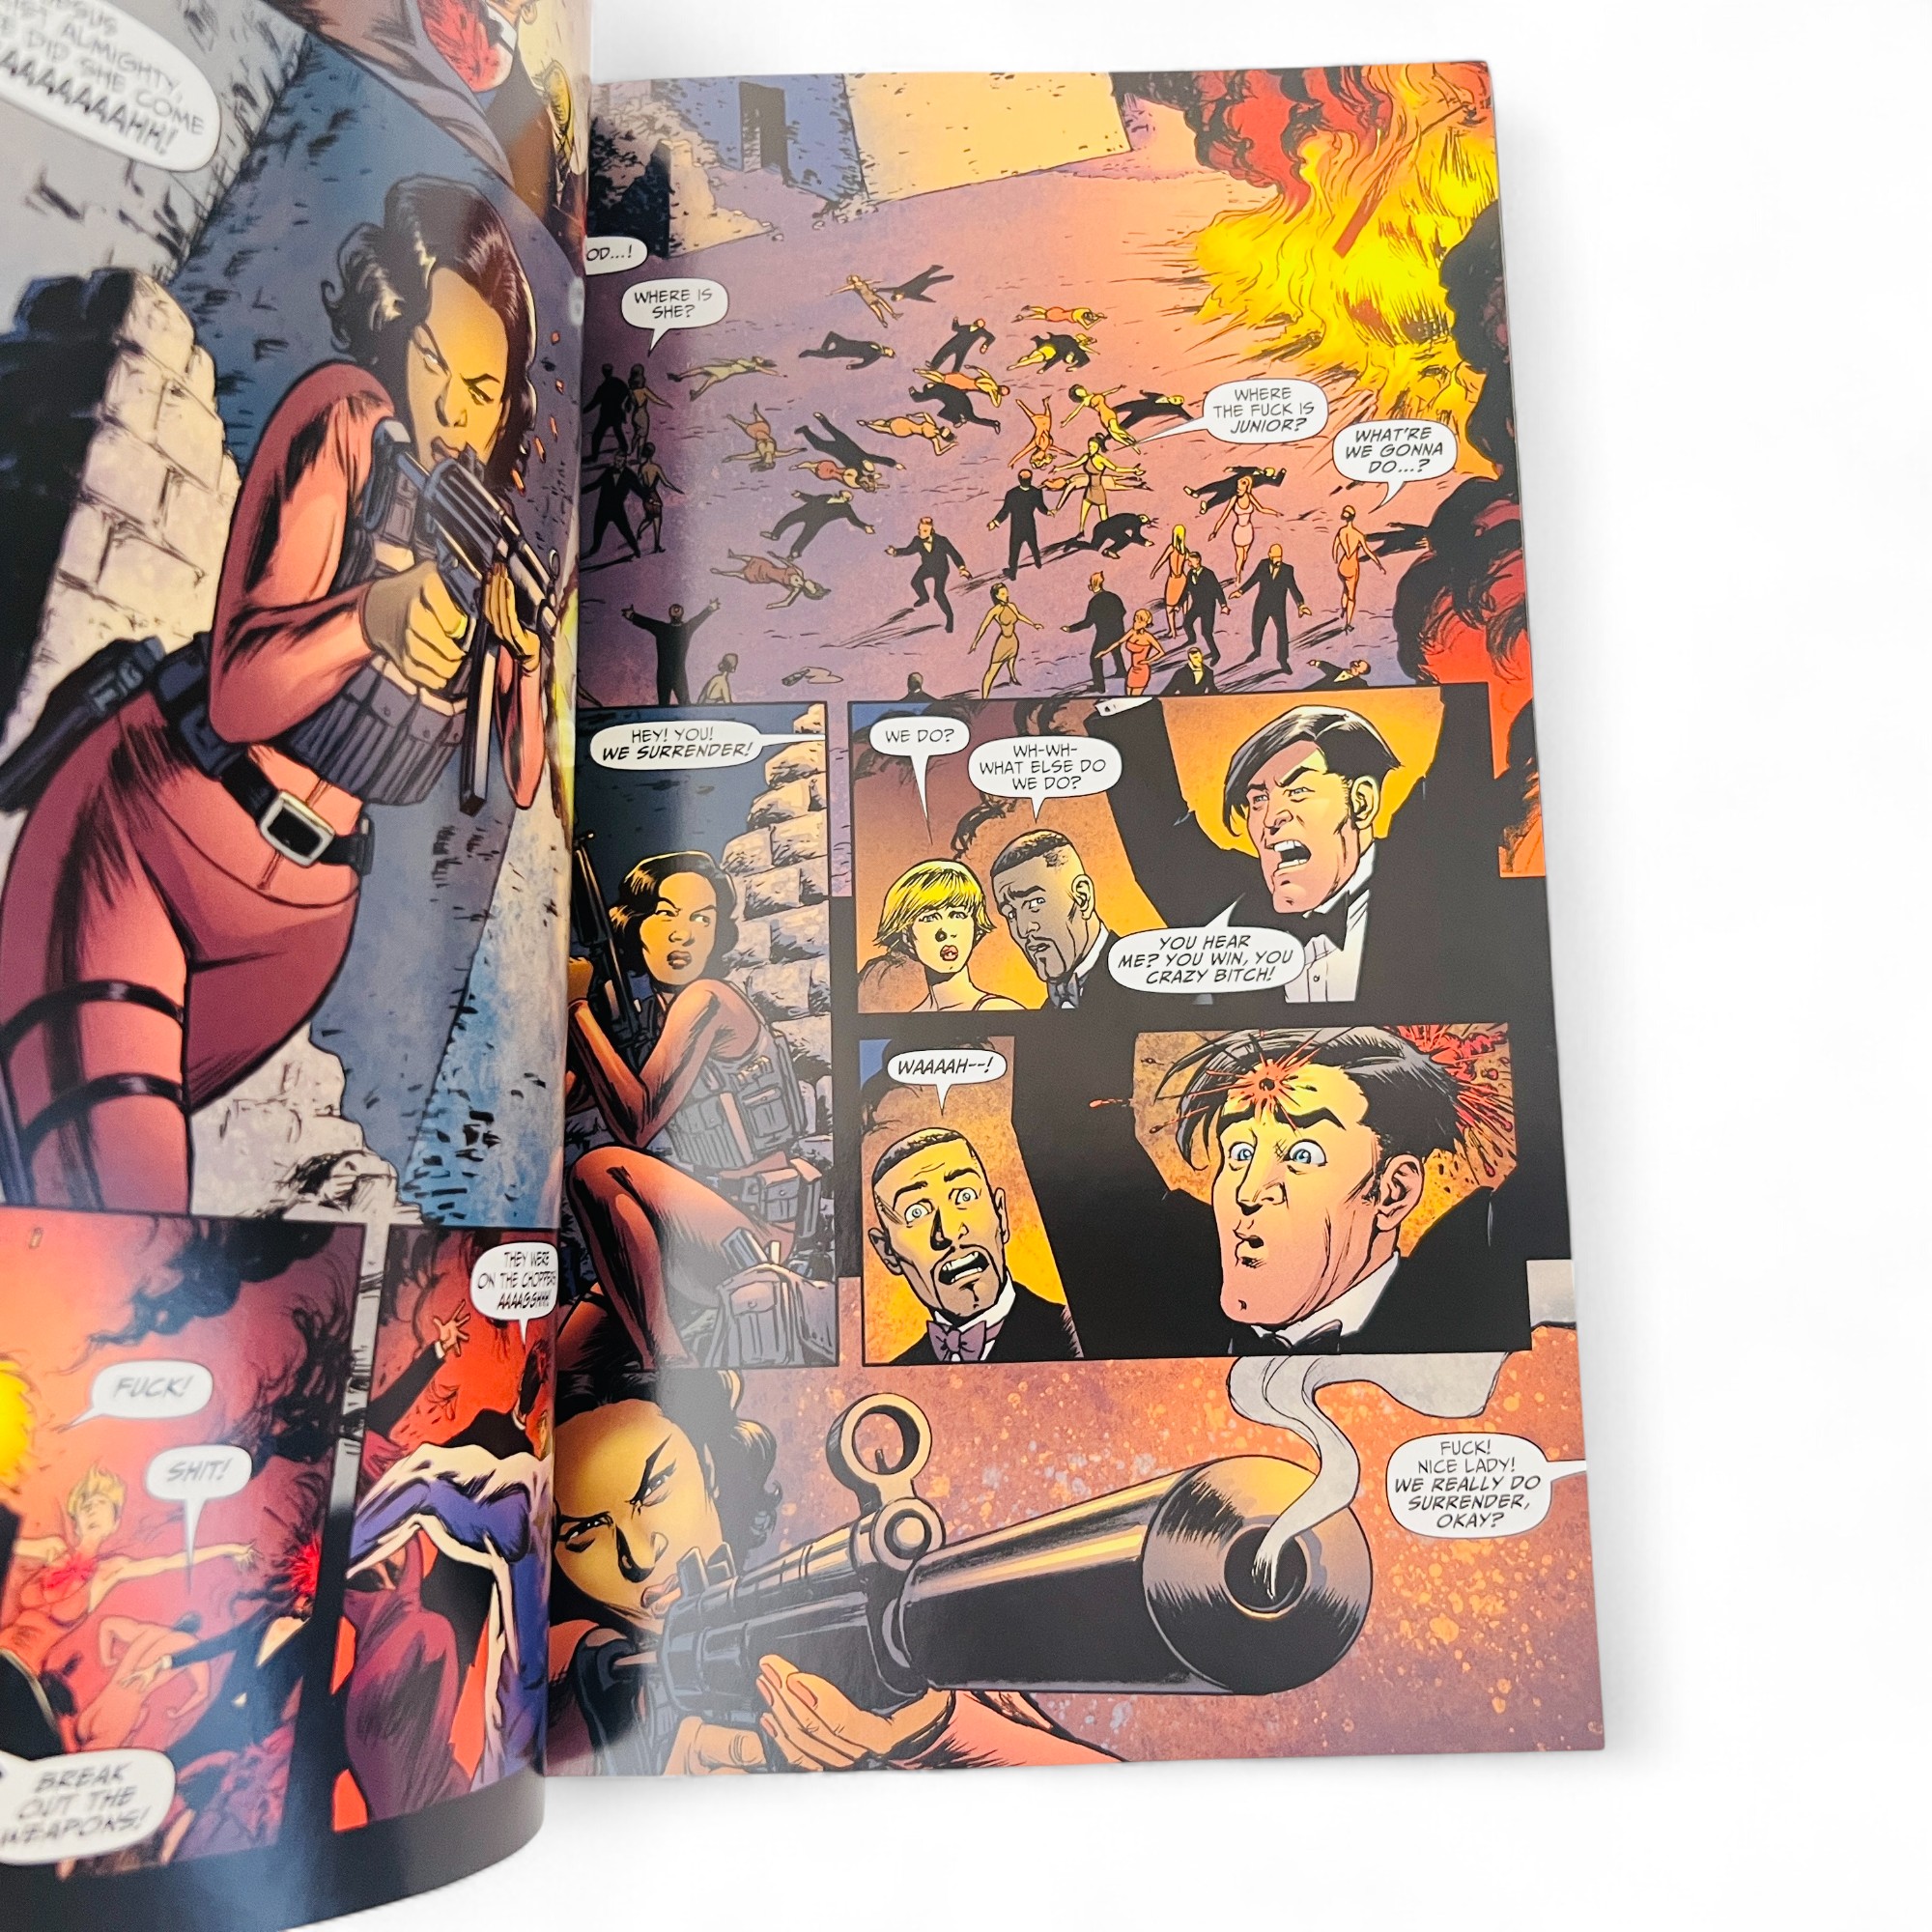 ALMIGHTY,
DID SHE COME
THEY WERE
ON THE CHOPPERS
AAAAGGHHH!
FUCK!
SHIT!
BREAK
OUT THE
WEAPONS!
OD...!
WHERE IS
SHE?
WHERE
THE FUCK IS
JUNIOR?
WHAT'RE
WE GONNA
DO...?
HEY! YOU!
WE SURRENDER!
WE DO?
WH-WH-
WHAT ELSE DO
WE DO?
YOU HEAR
ME? YOU WIN, YOU
CRAZY BITCH!
WAAAAH--!
FUCK!
NICE LADY!
WE REALLY DO
SURRENDER,
OKAY?